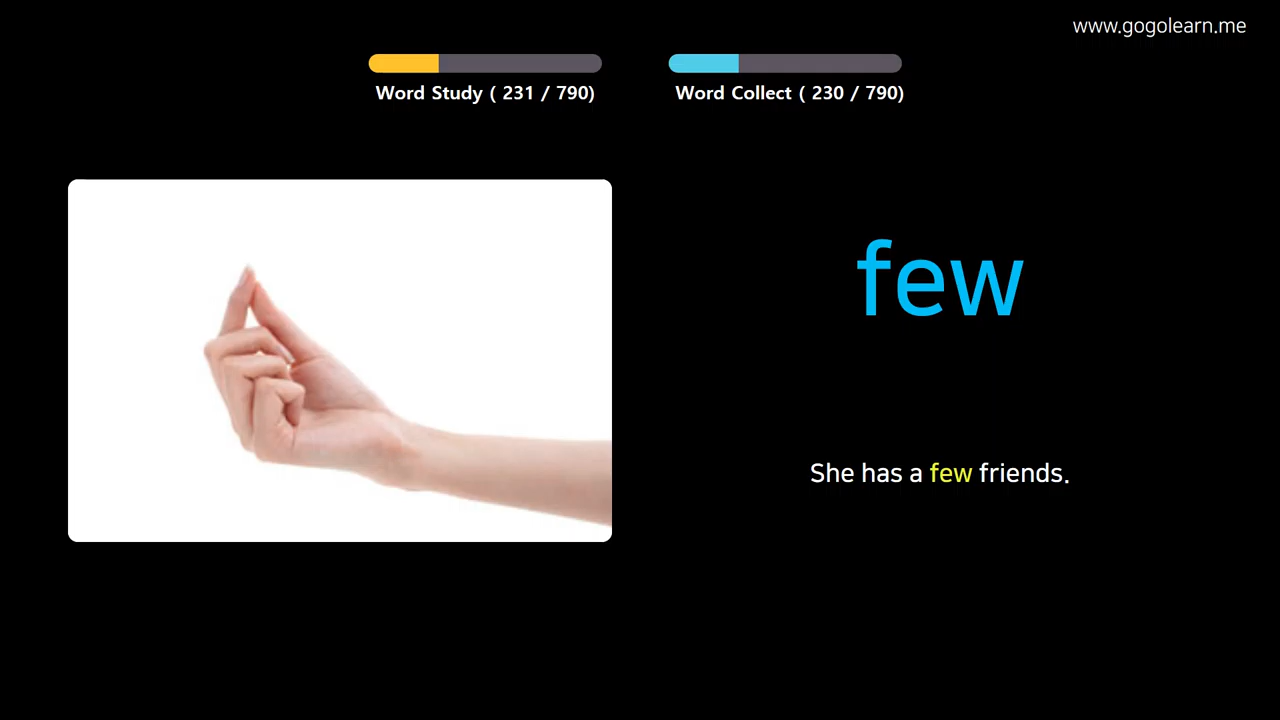 www.gogolearn.me
Word Study ( 231 / 790)
Word Collect ( 230 / 790)
few
She has a few friends.